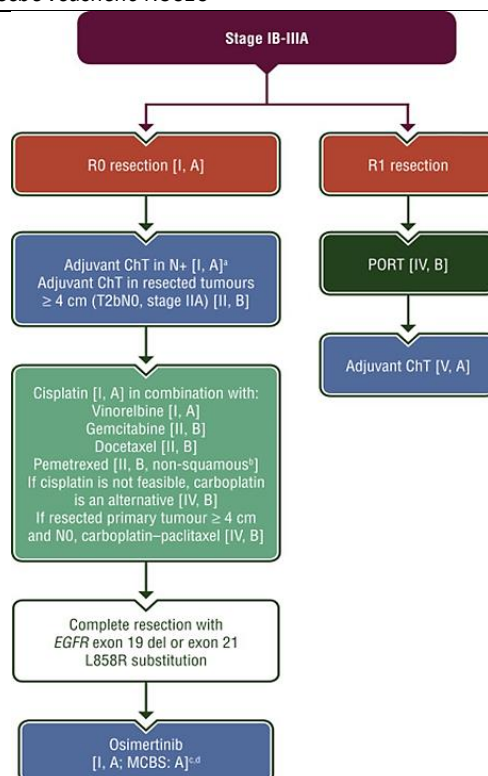 Stage IB-IIIA
R0 resection [I, A]
R1 resection
Adjuvant ChT in N+ [I, A]a
Adjuvant ChT in resected tumours
≥ 4 cm (T2bN0, stage IIA) [II, B]
PORT [IV, B]
Adjuvant ChT [V, A]
Cisplatin [I, A] in combination with:
Vinorelbine [I, A]
Gemcitabine [II, B]
Docetaxel [II, B]
Pemetrexed [II, B, non-squamousb]
If cisplatin is not feasible, carboplatin
is an alternative [IV, B]
If resected primary tumour ≥ 4 cm
and N0, carboplatin–paclitaxel [IV, B]
Complete resection with
EGFR exon 19 del or exon 21
L858R substitution
Osimertinib
[I, A; MCBS: A]c,d